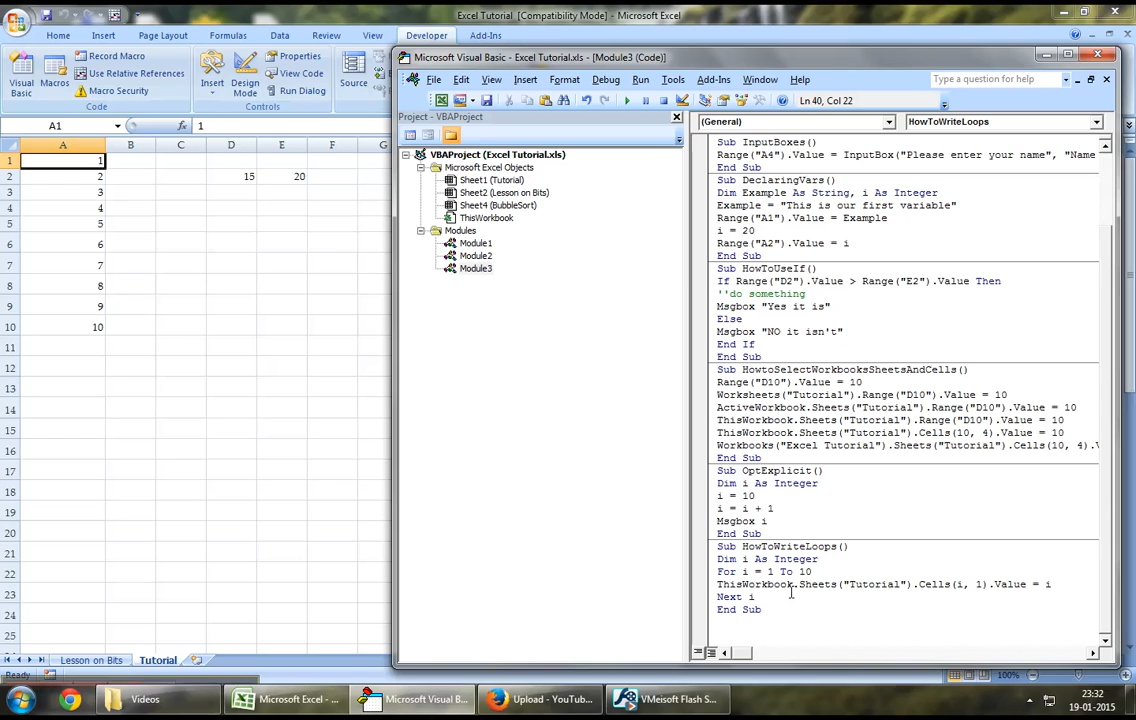 Excel Tutorial [Compatibility Mode] - Microsoft Excel
Home Insert Page Layout Formulas Data Review View Developer Add-Ins
Visual Basic
Macros
Record Macro
Use Relative References
Macro Security
Code
Insert
Design Mode
Properties
View Code
Run Dialog
Controls
Source
A1
fx 1
A B C D E F G
1 1
2 2 15 20
3 3
4 4
5 5
6 6
7 7
8 8
9 9
10 10
11
12
13
14
15
16
17
18
19
20
21
22
23
24
25
Lesson on Bits Tutorial
Ready
100%
Microsoft Visual Basic - Excel Tutorial.xls - [Module3 (Code)]
File Edit View Insert Format Debug Run Tools Add-Ins Window Help
Type a question for help
Ln 40, Col 22
Project - VBAProject
VBAProject (Excel Tutorial.xls)
Microsoft Excel Objects
Sheet1 (Tutorial)
Sheet2 (Lesson on Bits)
Sheet4 (BubbleSort)
ThisWorkbook
Modules
Module1
Module2
Module3
(General)
HowToWriteLoops
Sub InputBoxes()
Range("A4").Value = InputBox("Please enter your name", "Name
End Sub
Sub DeclaringVars()
Dim Example As String, i As Integer
Example = "This is our first variable"
Range("A1").Value = Example
i = 20
Range("A2").Value = i
End Sub
Sub HowToUseIf()
If Range("D2").Value > Range("E2").Value Then
''do something
Msgbox "Yes it is"
Else
Msgbox "NO it isn't"
End If
End Sub
Sub HowtoSelectWorkbooksSheetsAndCells()
Range("D10").Value = 10
Worksheets("Tutorial").Range("D10").Value = 10
ActiveWorkbook.Sheets("Tutorial").Range("D10").Value = 10
ThisWorkbook.Sheets("Tutorial").Range("D10").Value = 10
ThisWorkbook.Sheets("Tutorial").Cells(10, 4).Value = 10
Workbooks("Excel Tutorial").Sheets("Tutorial").Cells(10, 4).V
End Sub
Sub OptExplicit()
Dim i As Integer
i = 10
i = i + 1
Msgbox i
End Sub
Sub HowToWriteLoops()
Dim i As Integer
For i = 1 To 10
ThisWorkbook.Sheets("Tutorial").Cells(i, 1).Value = i
Next i
End Sub
Videos
Microsoft Excel - ...
Microsoft Visual B...
Upload - YouTub...
VMeisoft Flash S...
23:32
19-01-2015